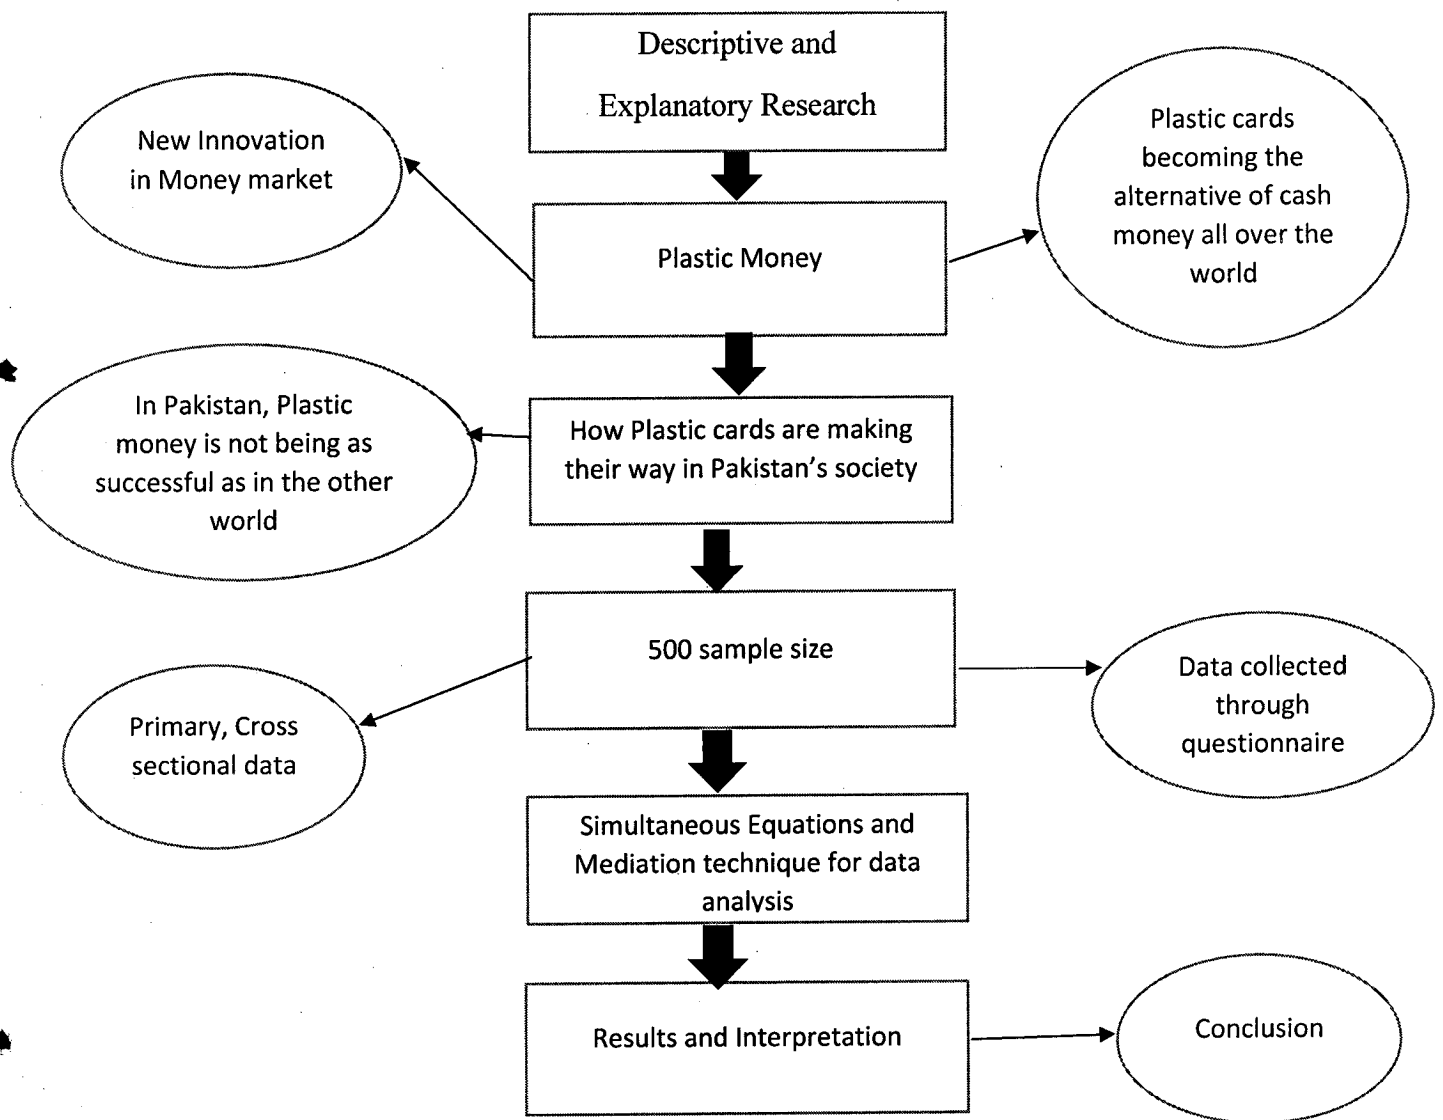 Descriptive and
Explanatory Research
New Innovation
in Money market
Plastic cards
becoming the
alternative of cash
money all over the
world
Plastic Money
In Pakistan, Plastic
money is not being as
successful as in the other
world
How Plastic cards are making
their way in Pakistan's society
500 sample size
Primary, Cross
sectional data
Data collected
through
questionnaire
Simultaneous Equations and
Mediation technique for data
analysis
Results and Interpretation
Conclusion